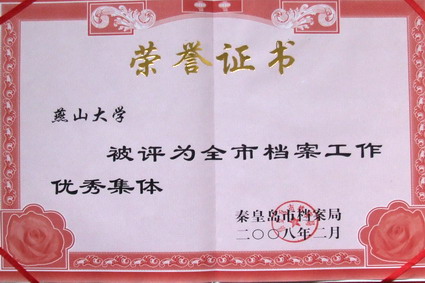 荣誉证书
燕山大学
被评为全市档案工作
优秀集体
秦皇岛市档案局
二〇〇八年二月